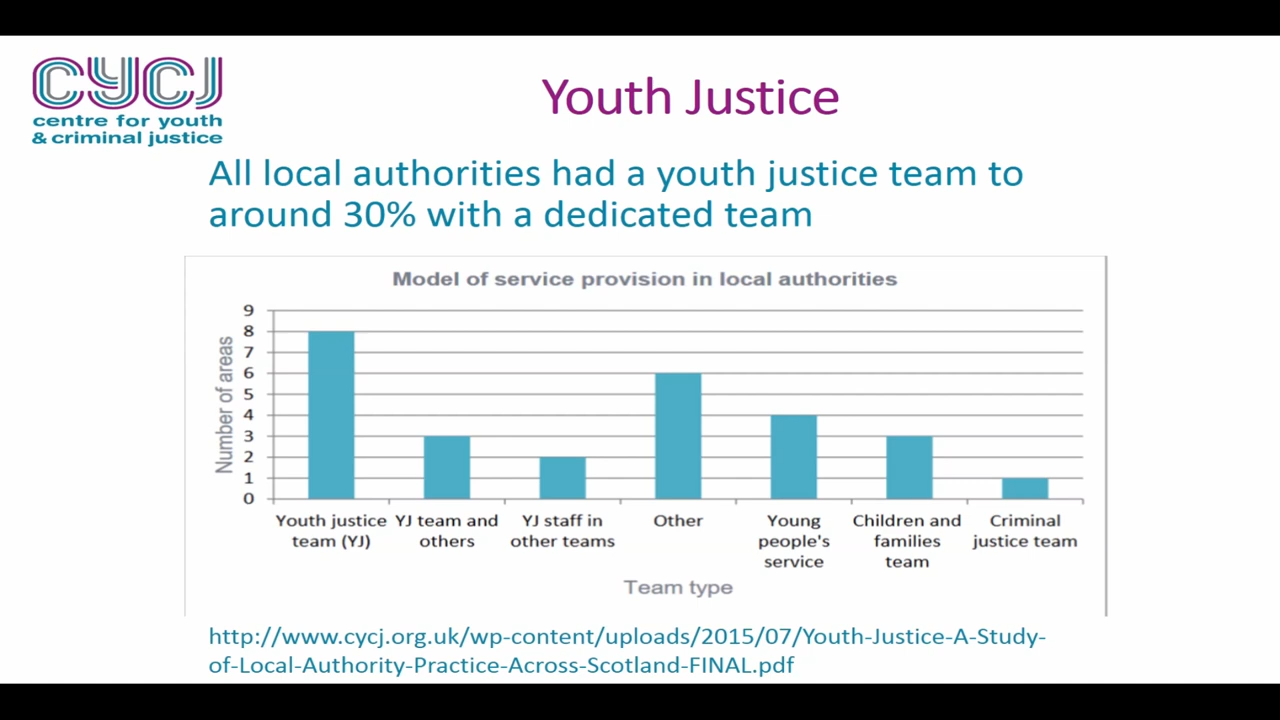 cycj
centre for youth
& criminal justice
Youth Justice
All local authorities had a youth justice team to
around 30% with a dedicated team
Model of service provision in local authorities
Number of areas
9
8
7
6
5
4
3
2
1
0
Youth justice team (YJ)
YJ team and others
YJ staff in other teams
Other
Young people's service
Children and families team
Criminal justice team
Team type
http://www.cycj.org.uk/wp-content/uploads/2015/07/Youth-Justice-A-Study-
of-Local-Authority-Practice-Across-Scotland-FINAL.pdf